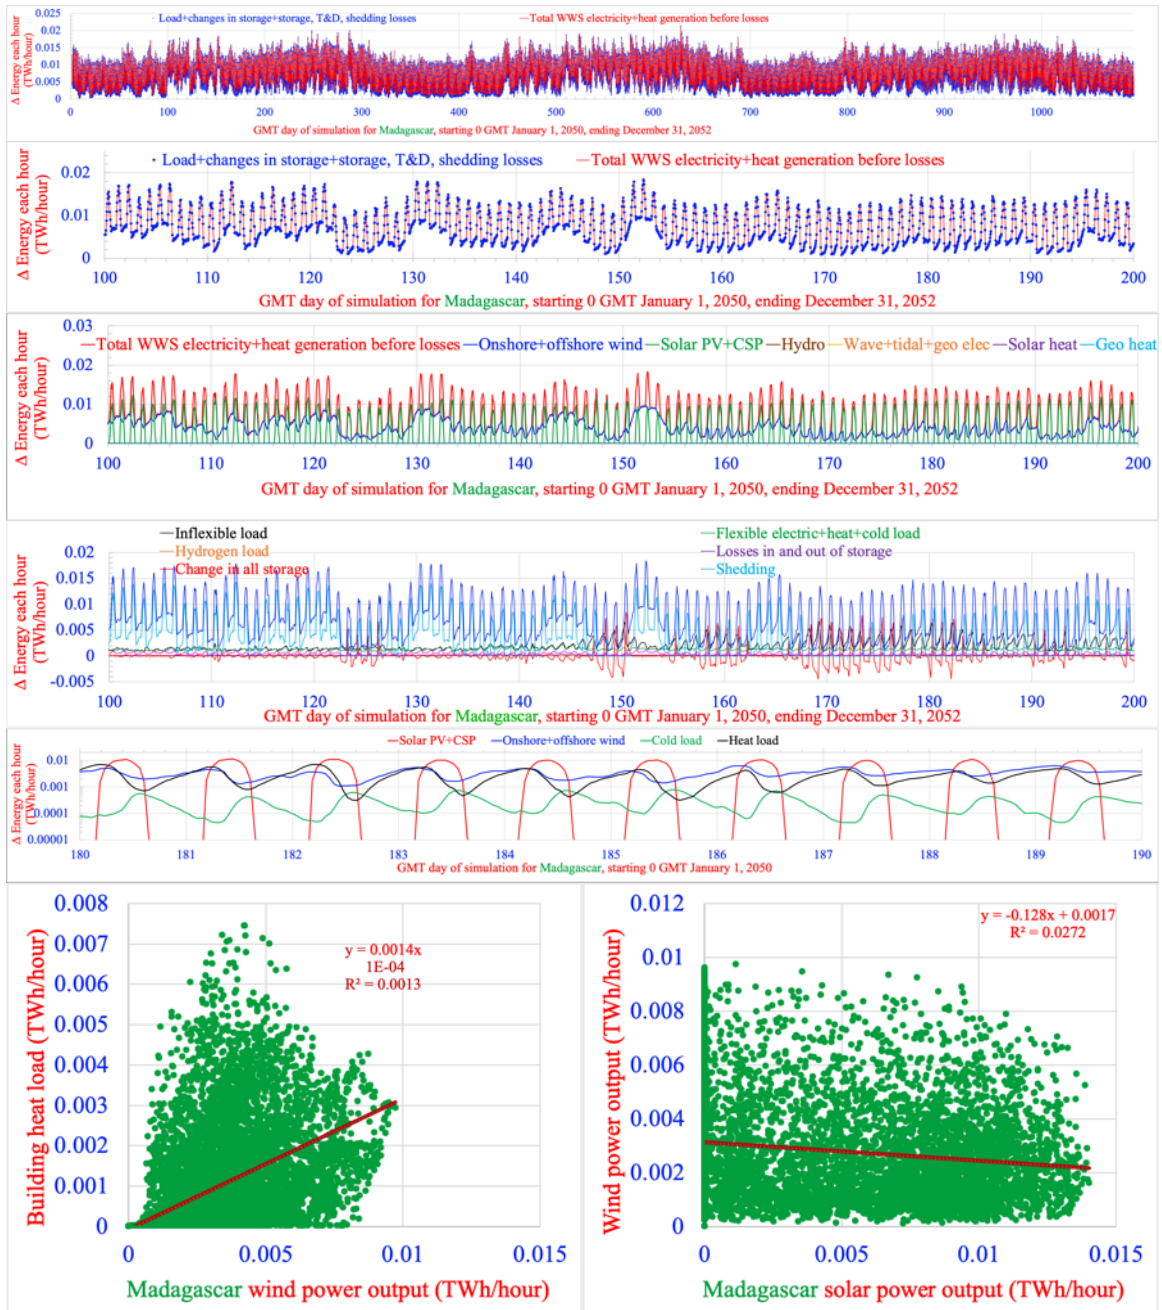 0.025
Load+changes in storage+storage, T&D, shedding losses
Total WWS electricity+heat generation before losses
0.02
0.015
0.01
0.005
0
Δ Energy each hour
(TWh/hour)
0 100 200 300 400 500 600 700 800 900 1000
GMT day of simulation for Madagascar, starting 0 GMT January 1, 2050, ending December 31, 2052
Load+changes in storage+storage, T&D, shedding losses
Total WWS electricity+heat generation before losses
0.02
0.01
0
Δ Energy each hour
(TWh/hour)
100 110 120 130 140 150 160 170 180 190 200
GMT day of simulation for Madagascar, starting 0 GMT January 1, 2050, ending December 31, 2052
0.03
Total WWS electricity+heat generation before losses Onshore+offshore wind Solar PV+CSP Hydro Wave+tidal+geo elec Solar heat Geo heat
0.02
0.01
0
Δ Energy each hour
(TWh/hour)
100 110 120 130 140 150 160 170 180 190 200
GMT day of simulation for Madagascar, starting 0 GMT January 1, 2050, ending December 31, 2052
Inflexible load
Flexible electric+heat+cold load
Hydrogen load
Losses in and out of storage
Change in all storage
Shedding
0.02
0.015
0.01
0.005
0
-0.005
Δ Energy each hour
(TWh/hour)
100 110 120 130 140 150 160 170 180 190 200
GMT day of simulation for Madagascar, starting 0 GMT January 1, 2050, ending December 31, 2052
Solar PV+CSP Onshore+offshore wind Cold load Heat load
0.01
0.001
0.0001
0.00001
Δ Energy each hour
(TWh/hour)
180 181 182 183 184 185 186 187 188 189 190
GMT day of simulation for Madagascar, starting 0 GMT January 1, 2050
0.008
0.007
0.006
0.005
0.004
0.003
0.002
0.001
0
Building heat load (TWh/hour)
y = 0.0014x
1E-04
R² = 0.0013
0 0.005 0.01 0.015
Madagascar wind power output (TWh/hour)
0.012
0.01
0.008
0.006
0.004
0.002
0
Wind power output (TWh/hour)
y = -0.128x + 0.0017
R² = 0.0272
0 0.005 0.01 0.015
Madagascar solar power output (TWh/hour)